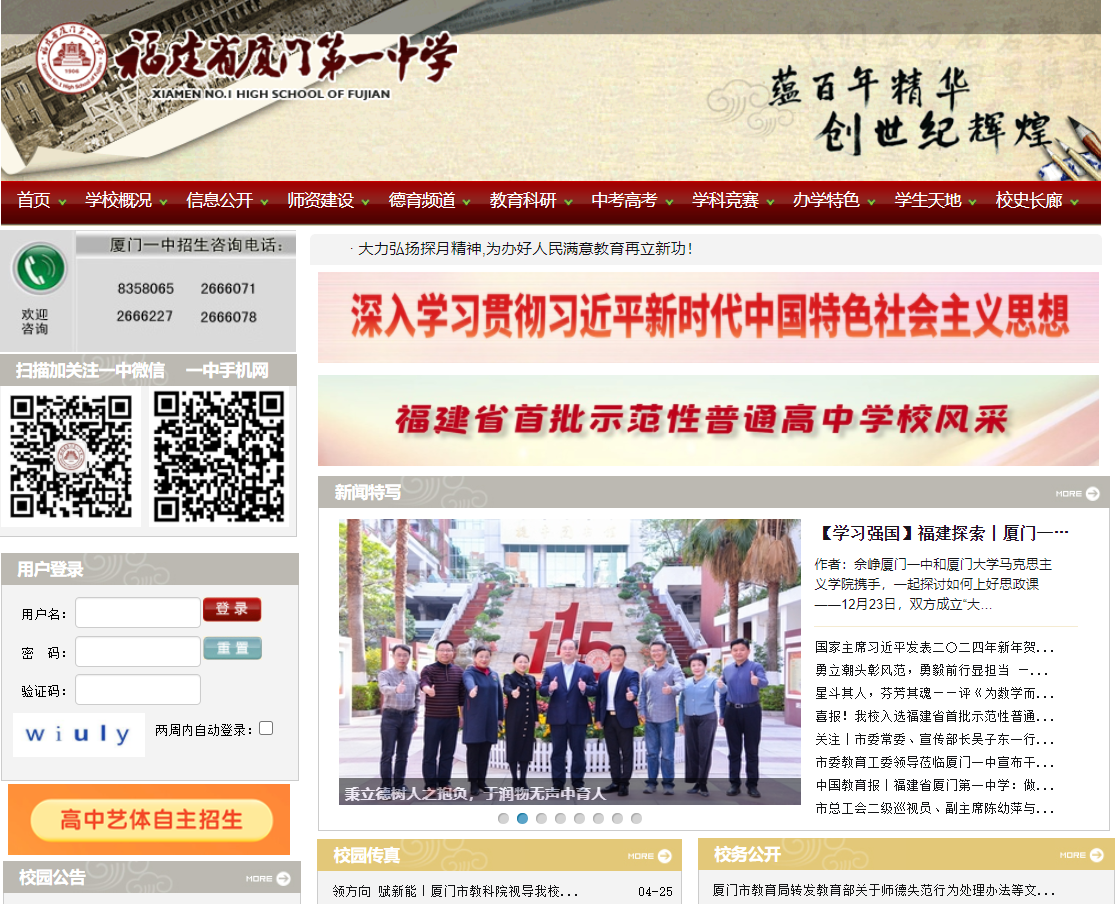 福建省厦门第一中学
XIAMEN NO.1 HIGH SCHOOL OF FUJIAN
蕴百年精华
创世纪辉煌
首页 学校概况 信息公开 师资建设 德育频道 教育科研 中考高考 学科竞赛 办学特色 学生天地 校史长廊
厦门一中招生咨询电话：
8358065 2666071
2666227 2666078
欢迎
咨询
· 大力弘扬探月精神,为办好人民满意教育再立新功！
深入学习贯彻习近平新时代中国特色社会主义思想
扫描加关注一中微信 一中手机网
福建省首批示范性普通高中学校风采
新闻特写 MORE
115
秉立德树人之抱负，于润物无声中育人
【学习强国】福建探索丨厦门一…
作者：余峥厦门一中和厦门大学马克思主
义学院携手，一起探讨如何上好思政课
——12月23日，双方成立“大...
国家主席习近平发表二〇二四年新年贺...
勇立潮头彰风范，勇毅前行显担当 一...
星斗其人，芬芳其魂——评《为数学而...
喜报！我校入选福建省首批示范性普通...
关注丨市委常委、宣传部长吴子东一行...
市委教育工委领导莅临厦门一中宣布干...
中国教育报丨福建省厦门第一中学：做...
市总工会二级巡视员、副主席陈幼萍与...
用户登录
用户名： 登录
密 码： 重置
验证码：
wiuly 两周内自动登录：
高中艺体自主招生
校园公告 MORE
校园传真 MORE
领方向 赋新能丨厦门市教科院视导我校... 04-25
校务公开 MORE
厦门市教育局转发教育部关于师德失范行为处理办法等文...